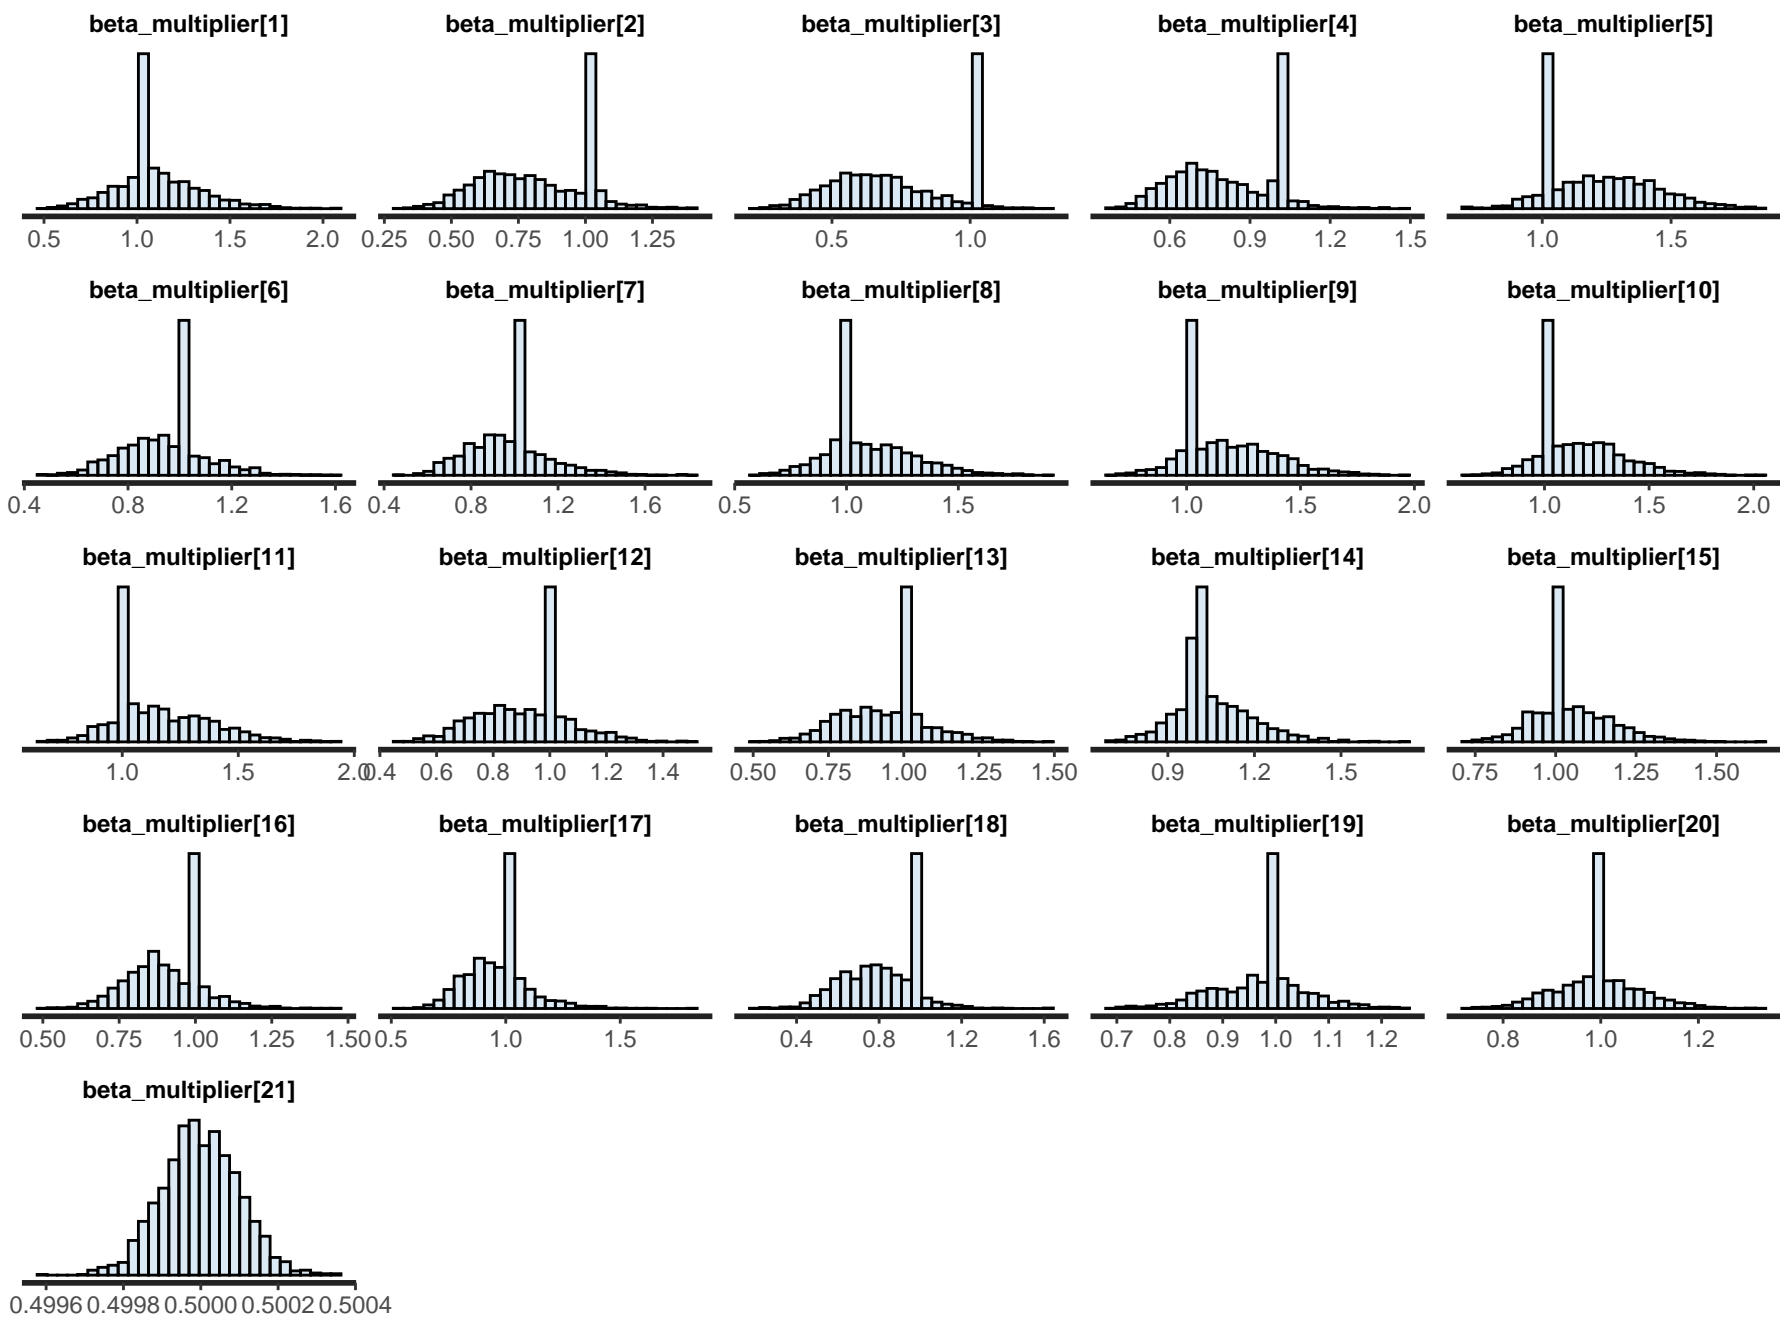 beta_multiplier[1] beta_multiplier[2] beta_multiplier[3] beta_multiplier[4] beta_multiplier[5]
0.5 1.0 1.5 2.0 0.25 0.50 0.75 1.00 1.25 0.5 1.0 0.6 0.9 1.2 1.5 1.0 1.5
beta_multiplier[6] beta_multiplier[7] beta_multiplier[8] beta_multiplier[9] beta_multiplier[10]
0.4 0.8 1.2 1.6 0.4 0.8 1.2 1.6 0.5 1.0 1.5 1.0 1.5 2.0 1.0 1.5 2.0
beta_multiplier[11] beta_multiplier[12] beta_multiplier[13] beta_multiplier[14] beta_multiplier[15]
1.0 1.5 2.0 0.4 0.6 0.8 1.0 1.2 1.4 0.50 0.75 1.00 1.25 1.50 0.9 1.2 1.5 0.75 1.00 1.25 1.50
beta_multiplier[16] beta_multiplier[17] beta_multiplier[18] beta_multiplier[19] beta_multiplier[20]
0.50 0.75 1.00 1.25 1.50 0.5 1.0 1.5 0.4 0.8 1.2 1.6 0.7 0.8 0.9 1.0 1.1 1.2 0.8 1.0 1.2
beta_multiplier[21]
0.4996 0.4998 0.5000 0.5002 0.5004